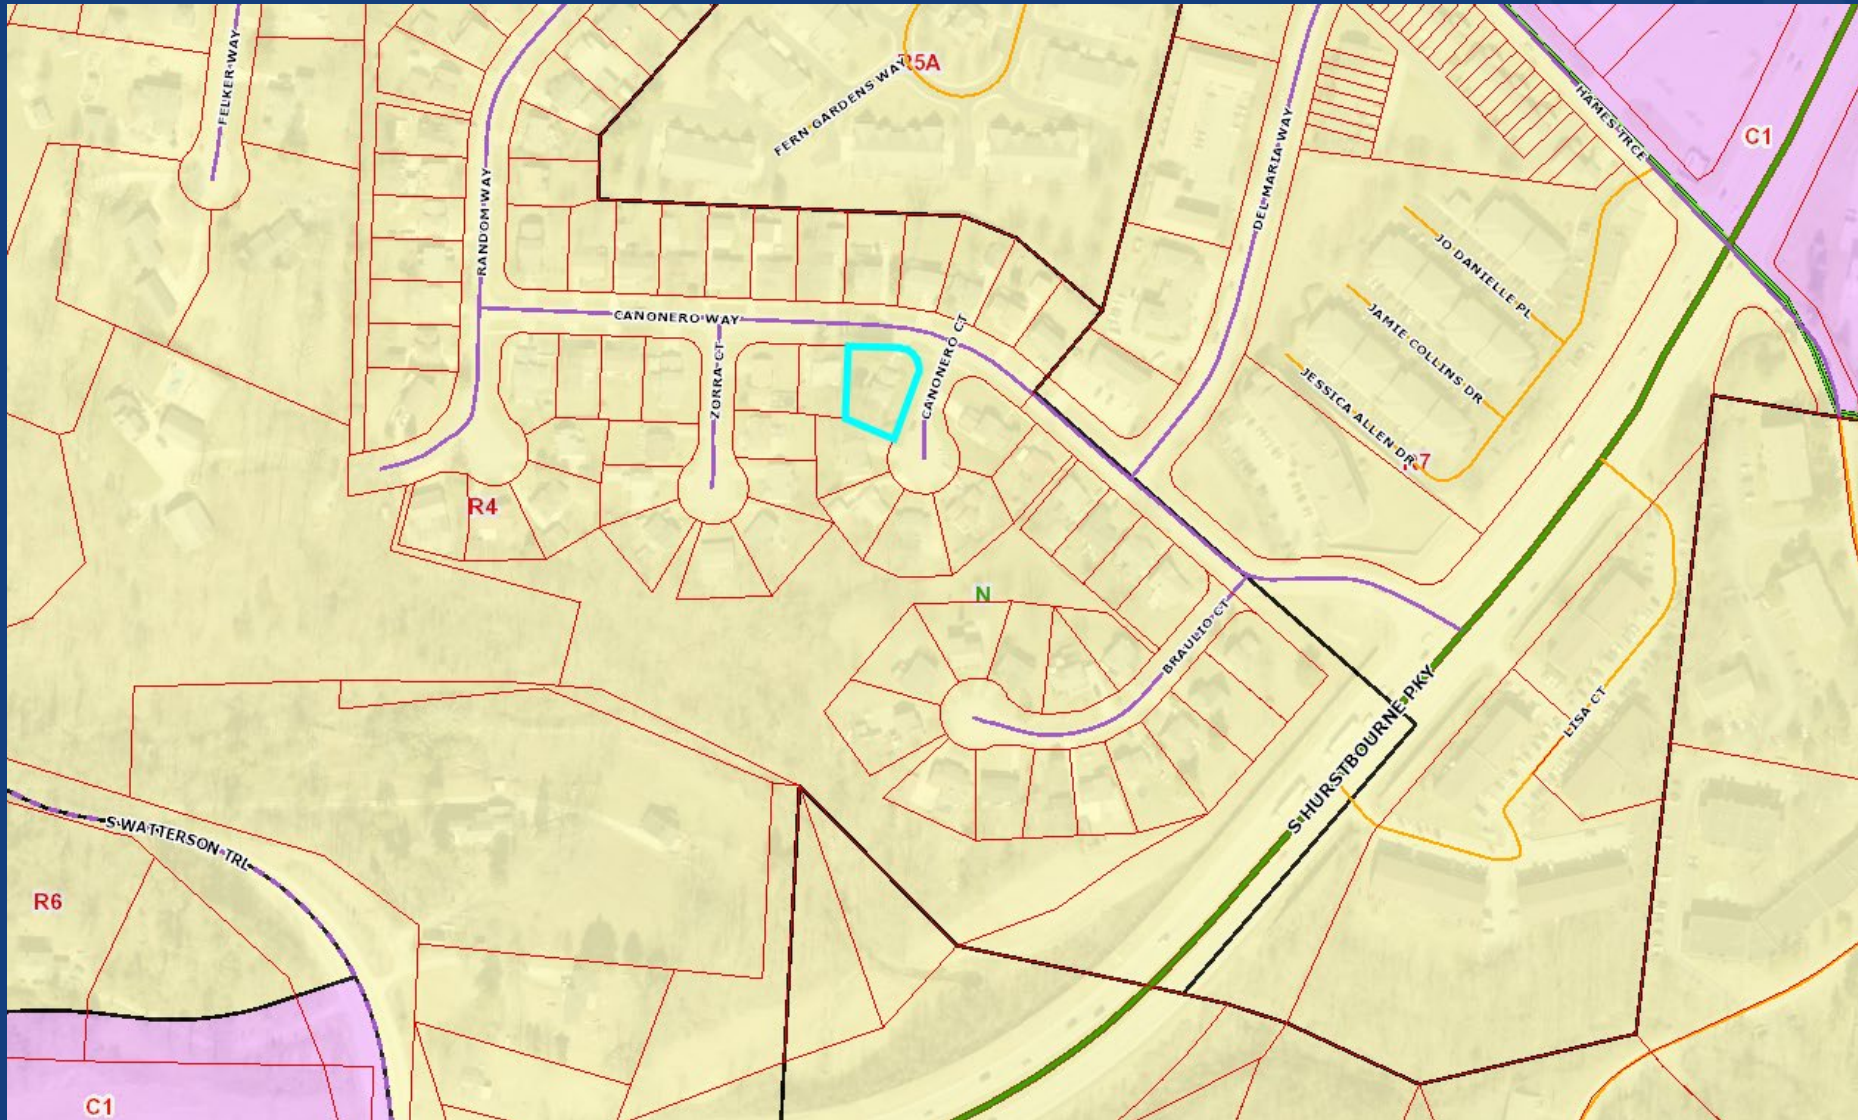 FELKER WAY
R5A
FERN GARDENS WAY
HAMES TRCE
C1
RANDOM WAY
DEL MARIA WAY
JO DANIELLE PL
CANONERO WAY
CANONERO CT
JAMIE COLLINS DR
ZORRA CT
JESSICA ALLEN DR
R7
R4
N
BRAULIO CT
S HURSTBOURNE PKY
LISA CT
S WATTERSON TRL
R6
C1